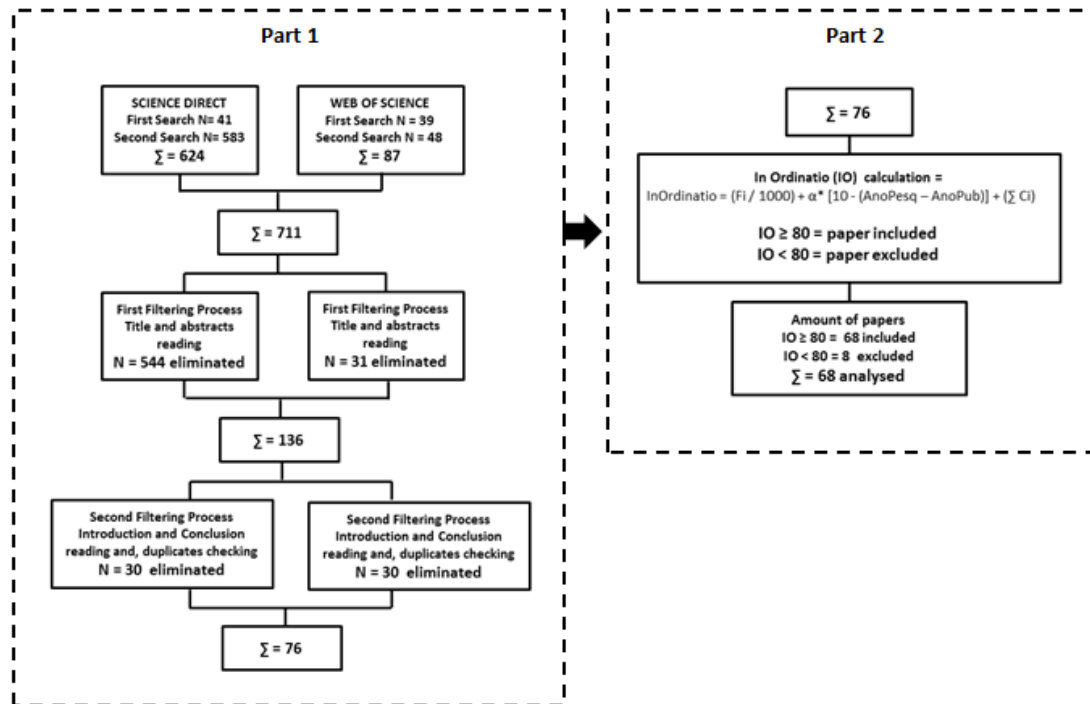 Part 1
SCIENCE DIRECT
First Search N= 41
Second Search N= 583
∑ = 624
WEB OF SCIENCE
First Search N = 39
Second Search N = 48
∑ = 87
∑ = 711
First Filtering Process
Title and abstracts
reading
N = 544 eliminated
First Filtering Process
Title and abstracts
reading
N = 31 eliminated
∑ = 136
Second Filtering Process
Introduction and Conclusion
reading and, duplicates checking
N = 30 eliminated
Second Filtering Process
Introduction and Conclusion
reading and, duplicates checking
N = 30 eliminated
∑ = 76
Part 2
∑ = 76
In Ordinatio (IO) calculation =
InOrdinatio = (Fi / 1000) + α* [10 - (AnoPesq – AnoPub)] + (∑ Ci)
IO ≥ 80 = paper included
IO < 80 = paper excluded
Amount of papers
IO ≥ 80 = 68 included
IO < 80 = 8 excluded
∑ = 68 analysed